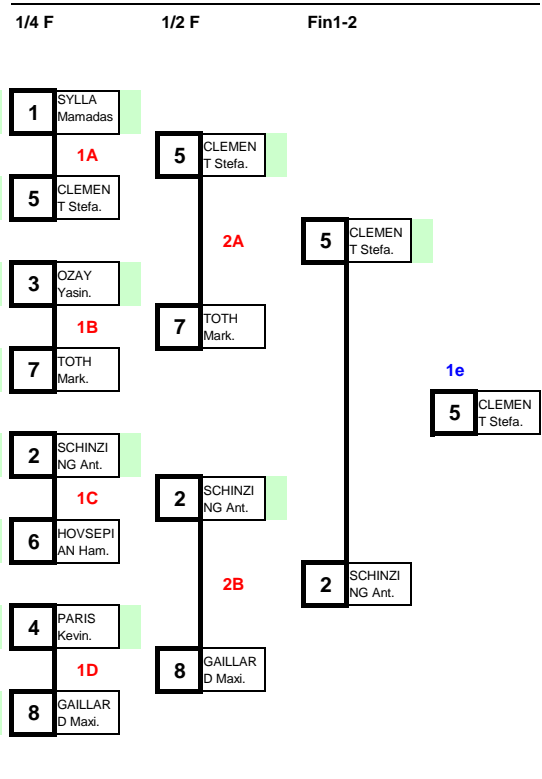 1/4 F 1/2 F Fin1-2
1 SYLLA
Mamadas
1A
5 CLEMEN
T Stefa.
5 CLEMEN
T Stefa.
2A
3 OZAY
Yasin.
1B
7 TOTH
Mark.
7 TOTH
Mark.
5 CLEMEN
T Stefa.
1e
5 CLEMEN
T Stefa.
2 SCHINZI
NG Ant.
1C
6 HOVSEPI
AN Ham.
2 SCHINZI
NG Ant.
2B
4 PARIS
Kevin.
1D
8 GAILLAR
D Maxi.
8 GAILLAR
D Maxi.
2 SCHINZI
NG Ant.